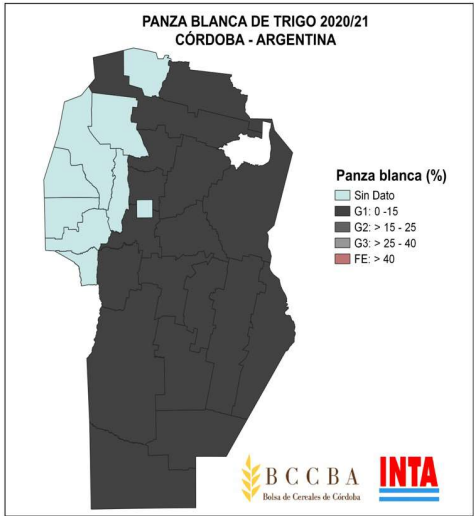 PANZA BLANCA DE TRIGO 2020/21
CÓRDOBA - ARGENTINA
Panza blanca (%)
Sin Dato
G1: 0 -15
G2: > 15 - 25
G3: > 25 - 40
FE: > 40
BCCBA
Bolsa de Cereales de Córdoba
INTA